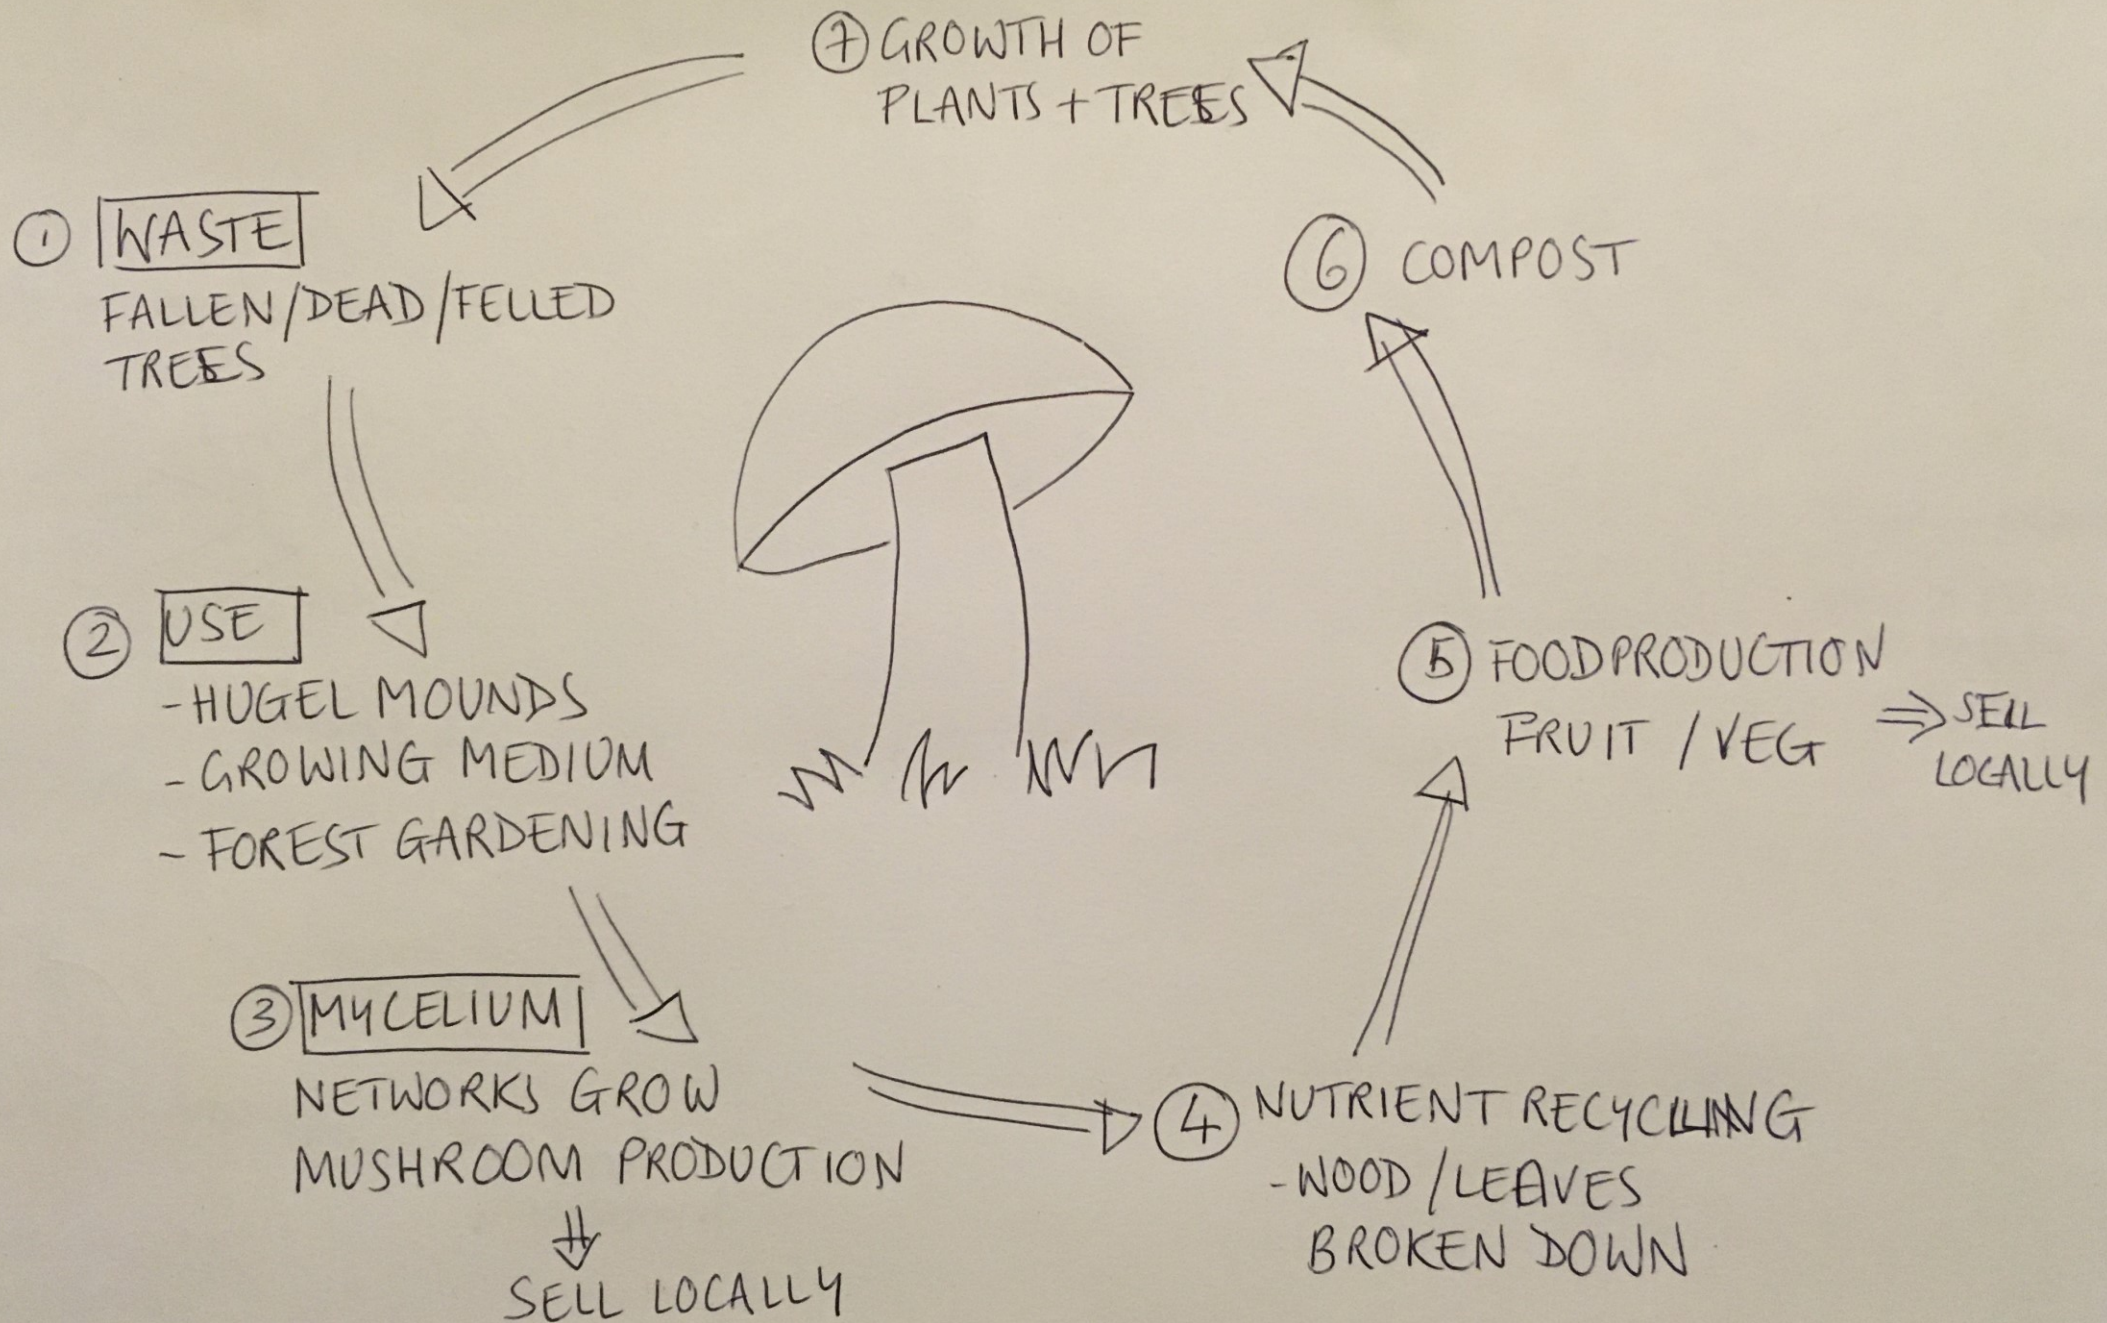 ① WASTE
FALLEN/DEAD/FELLED
TREES
② USE
-HUGEL MOUNDS
- GROWING MEDIUM
- FOREST GARDENING
③ MYCELIUM
NETWORKS GROW
MUSHROOM PRODUCTION
⇓
SELL LOCALLY
④ NUTRIENT RECYCLING
-WOOD/LEAVES
BROKEN DOWN
⑤ FOOD PRODUCTION
FRUIT / VEG ⇒ SELL
LOCALLY
⑥ COMPOST
⑦ GROWTH OF
PLANTS + TREES